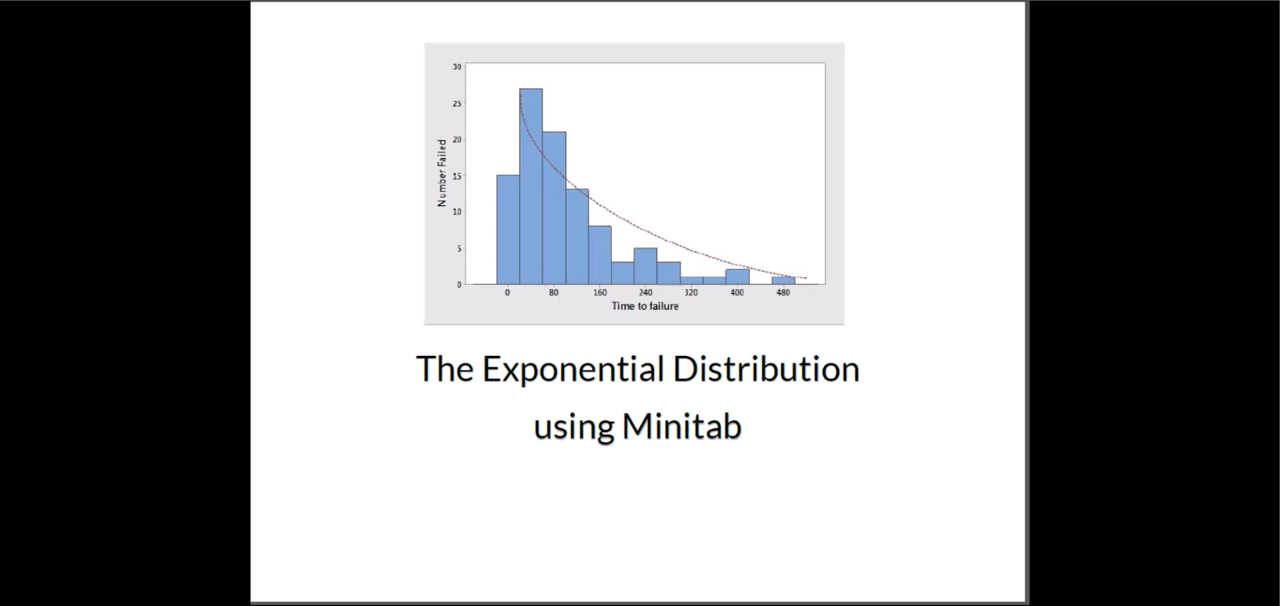 30
25
20
15
10
5
0
Number Failed
0 80 160 240 320 400 480
Time to failure
The Exponential Distribution
using Minitab